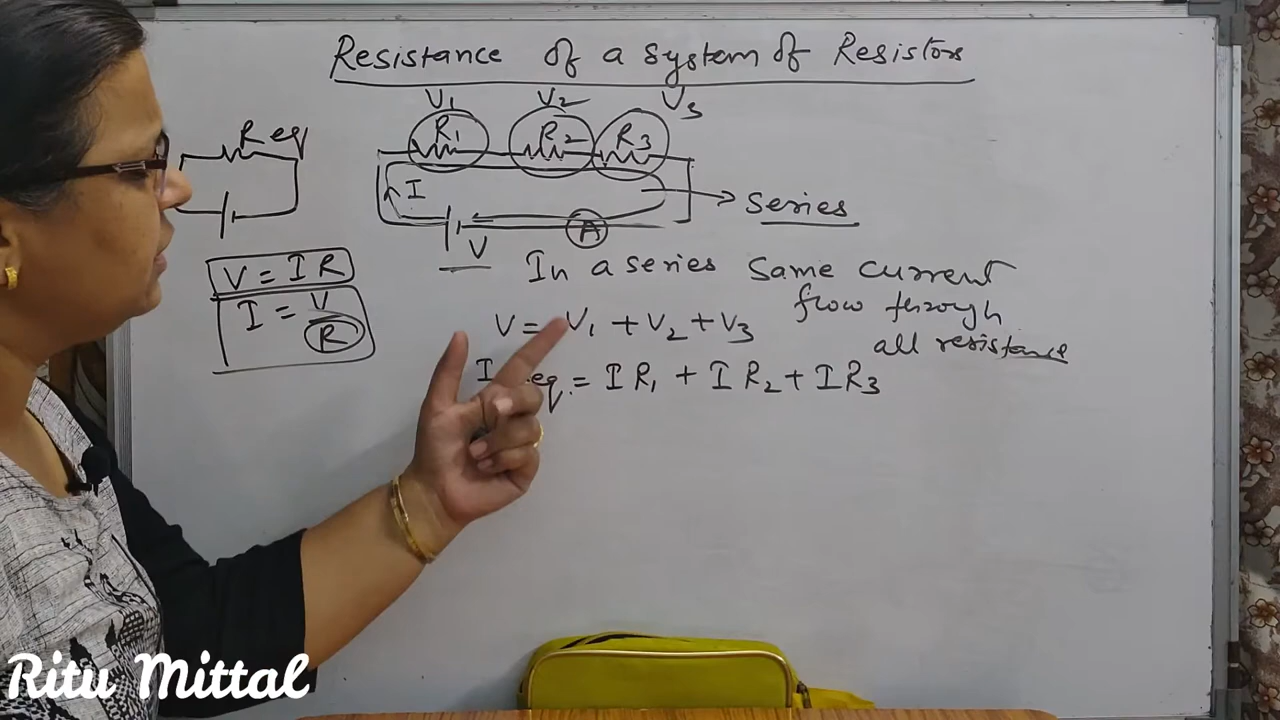 Resistance of a system of Resistors
V1 V2 V3
R1 R2 R3
Req
I
Series
A
V
V = IR
I = V/R
In a series same current
flow through
all resistance
V = V1 + V2 + V3
I eq. = IR1 + IR2 + IR3
Ritu Mittal